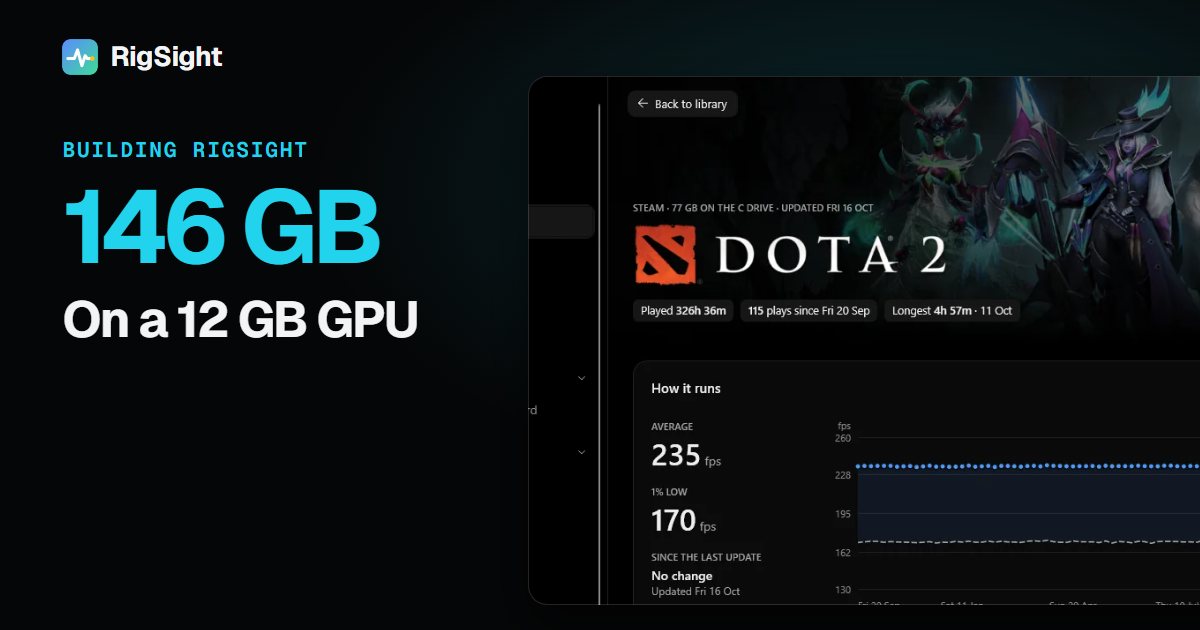 RigSight
BUILDING RIGSIGHT
146 GB
On a 12 GB GPU
← Back to library
STEAM · 77 GB ON THE C DRIVE · UPDATED FRI 16 OCT
DOTA 2
Played 326h 36m
115 plays since Fri 20 Sep
Longest 4h 57m · 11 Oct
How it runs
AVERAGE
235 fps
1% LOW
170 fps
SINCE THE LAST UPDATE
No change
Updated Fri 16 Oct
fps
260
228
195
162
130
rd